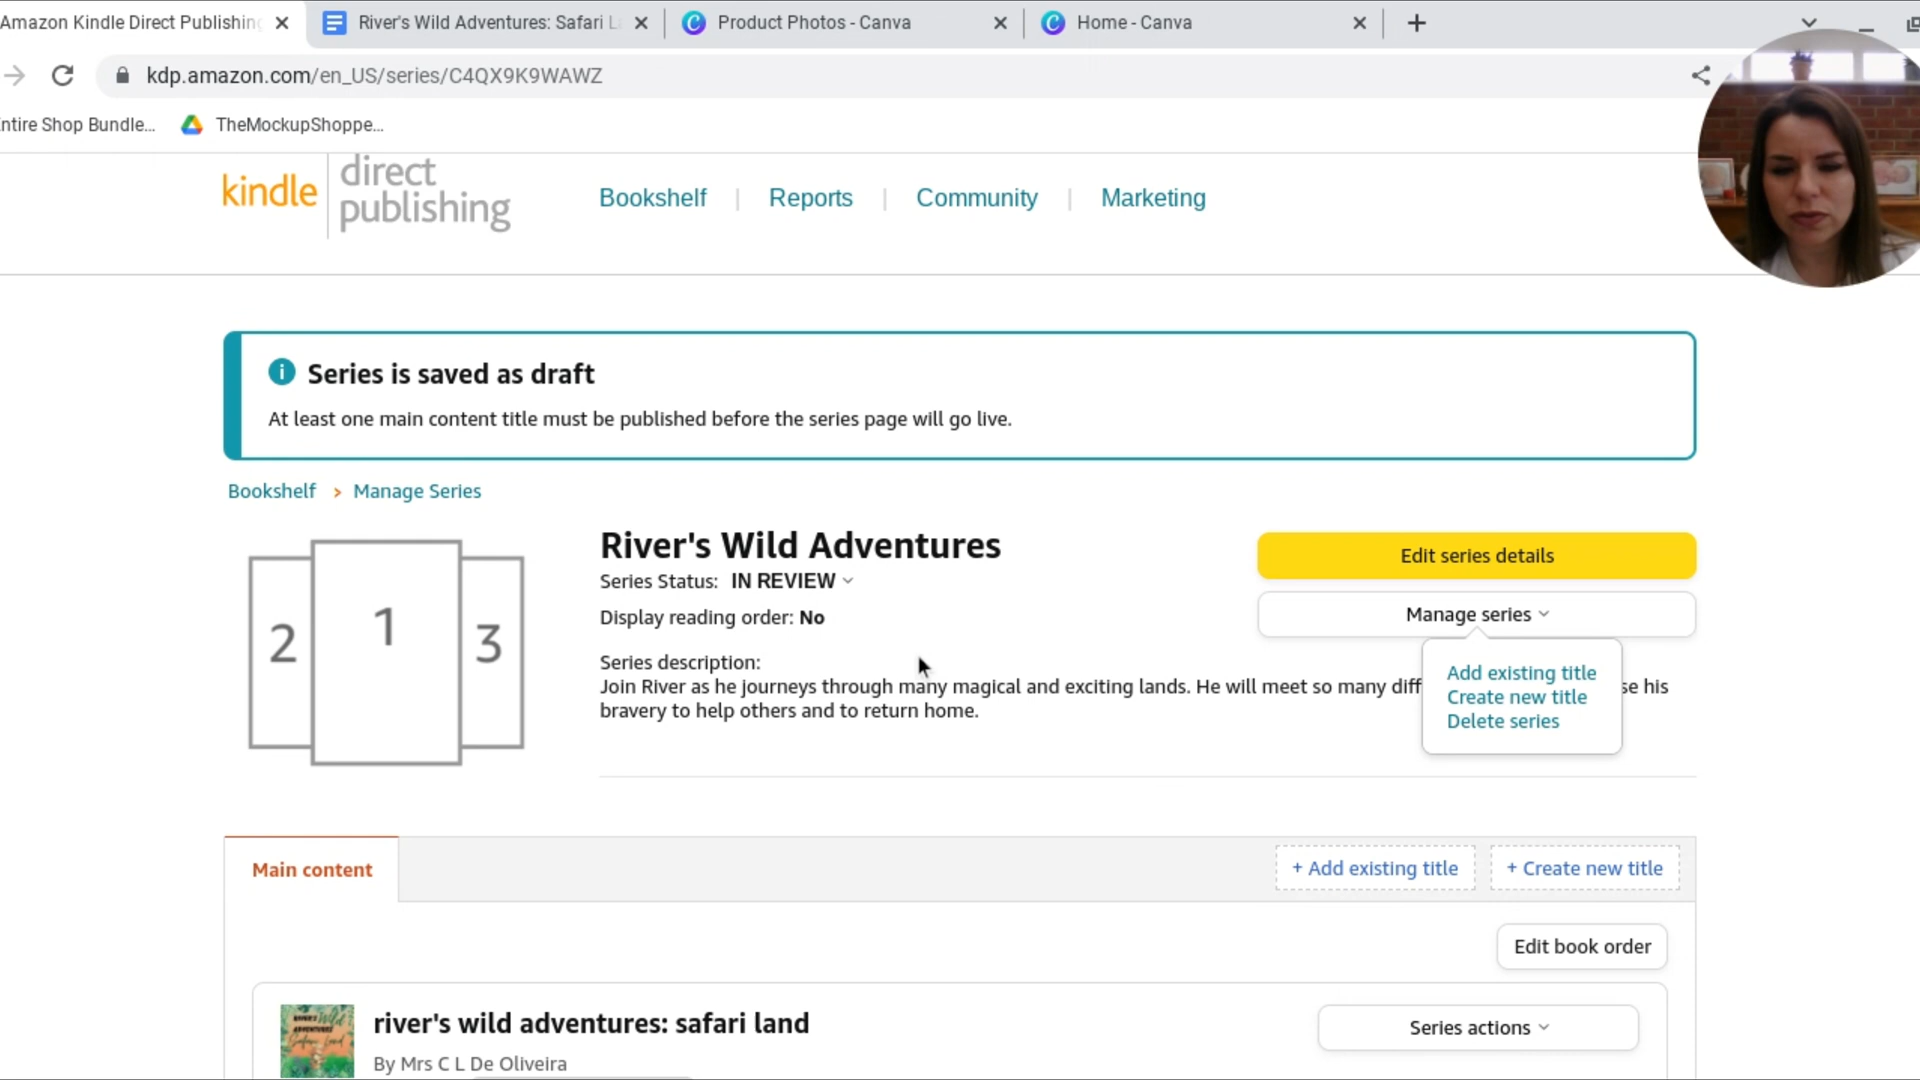 Amazon Kindle Direct Publishing
River's Wild Adventures: Safari L
Product Photos - Canva
Home - Canva
kdp.amazon.com/en_US/series/C4QX9K9WAWZ
ntire Shop Bundle...
TheMockupShoppe...
kindle direct publishing
Bookshelf | Reports | Community | Marketing
Series is saved as draft
At least one main content title must be published before the series page will go live.
Bookshelf > Manage Series
2 1 3
River's Wild Adventures
Series Status: IN REVIEW
Display reading order: No
Series description:
Join River as he journeys through many magical and exciting lands. He will meet so many diff
se his
bravery to help others and to return home.
Edit series details
Manage series
Add existing title
Create new title
Delete series
Main content
+ Add existing title
+ Create new title
Edit book order
RIVER'S Wild
ADVENTURES
Safari Land
river's wild adventures: safari land
By Mrs C L De Oliveira
Series actions